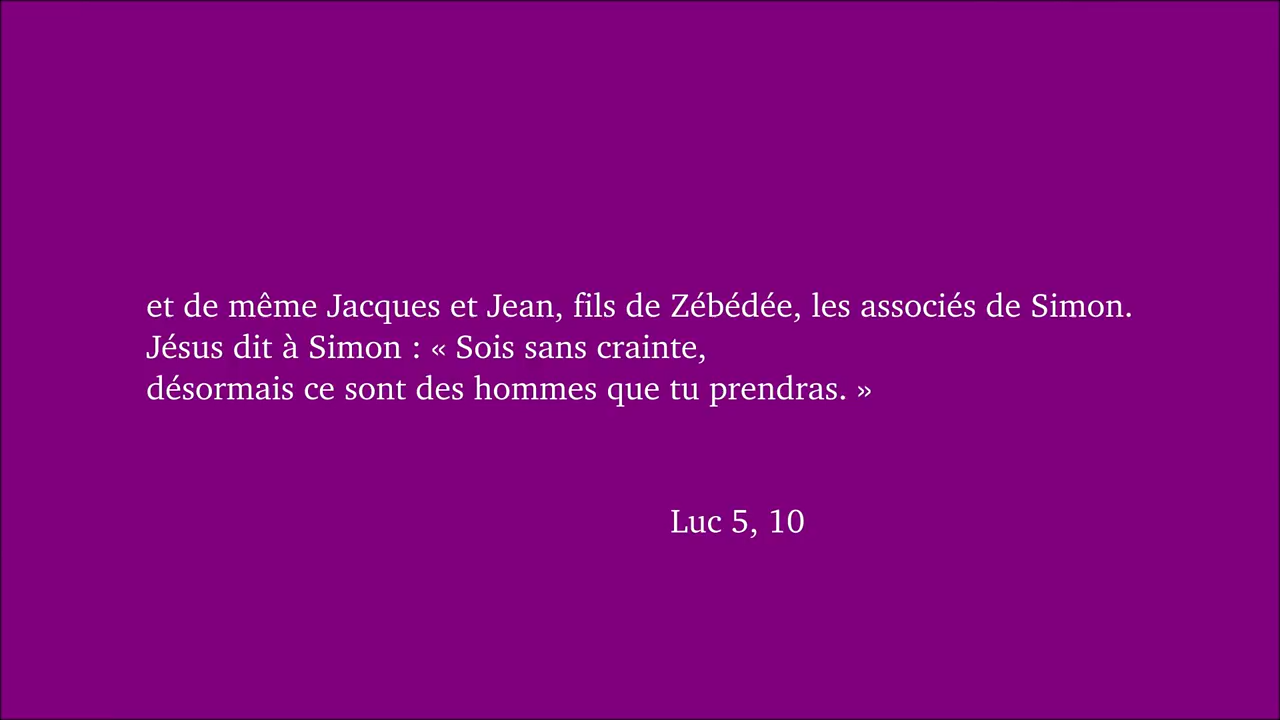 et de même Jacques et Jean, fils de Zébédée, les associés de Simon.
Jésus dit à Simon : « Sois sans crainte,
désormais ce sont des hommes que tu prendras. »
Luc 5, 10